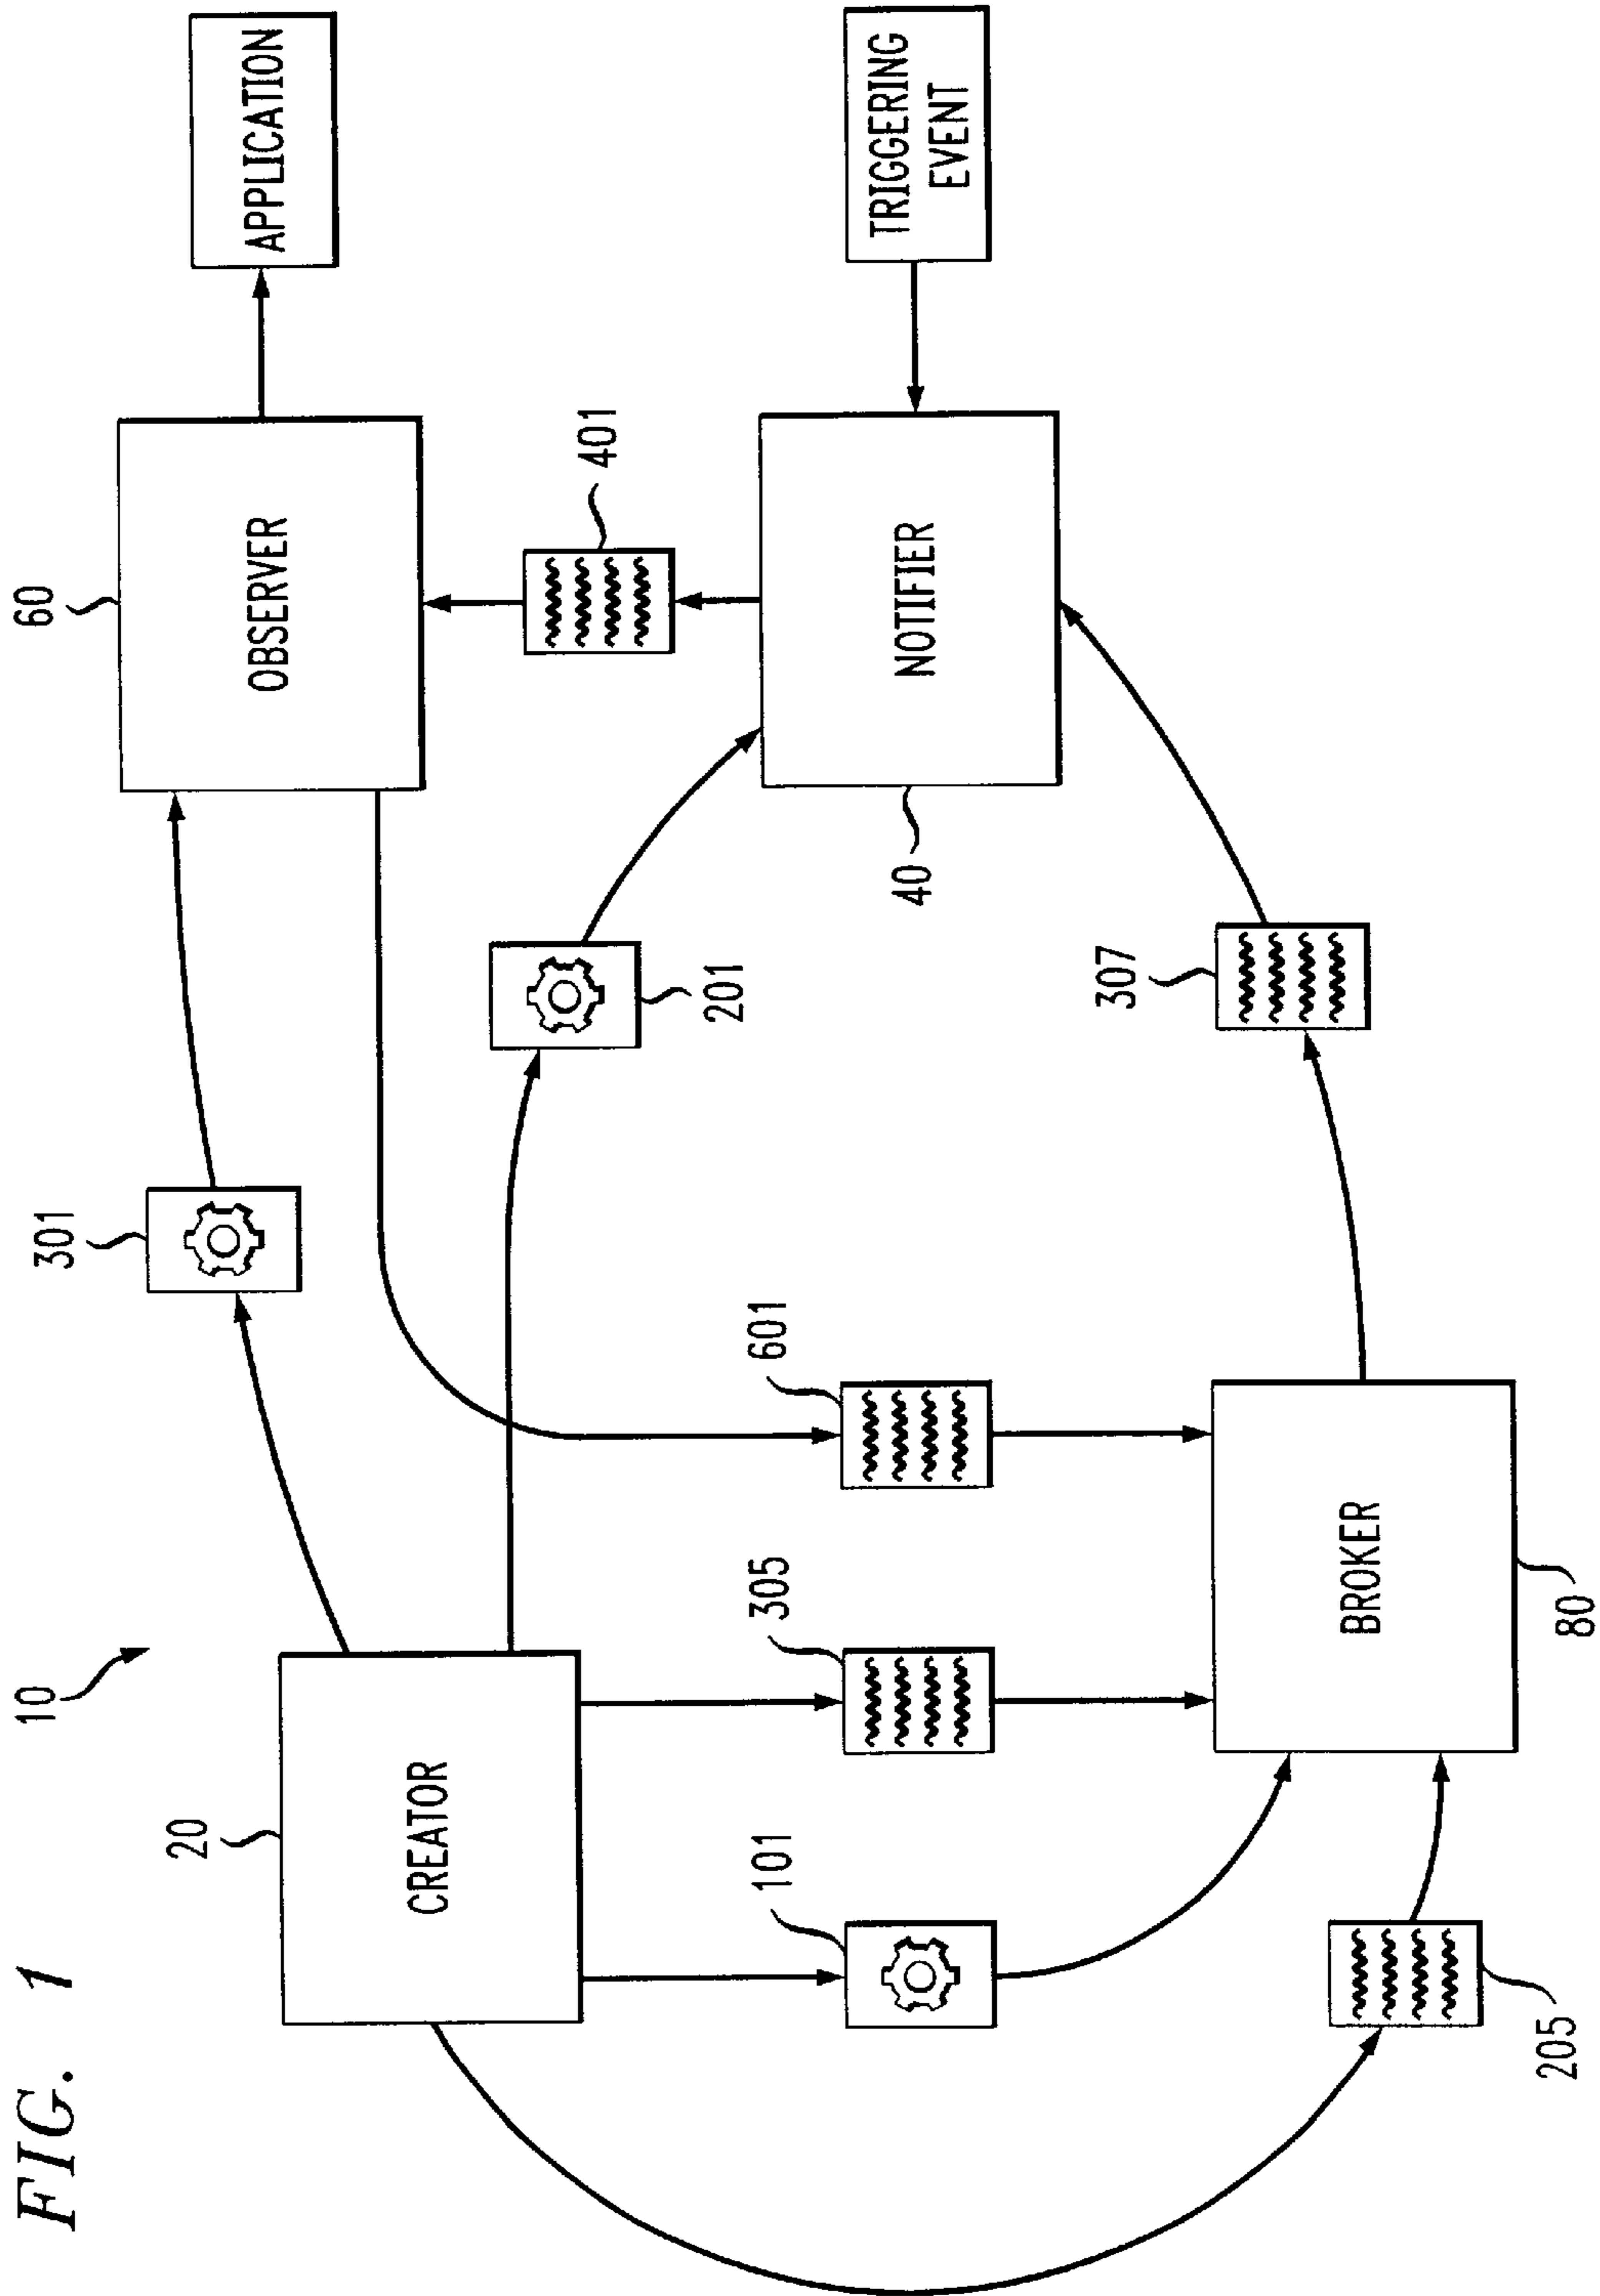 FIG. 1
10
20
CREATOR
301
60
OBSERVER
APPLICATION
201
401
101
305
601
40
NOTIFIER
TRIGGERING
EVENT
205
BROKER
80
307